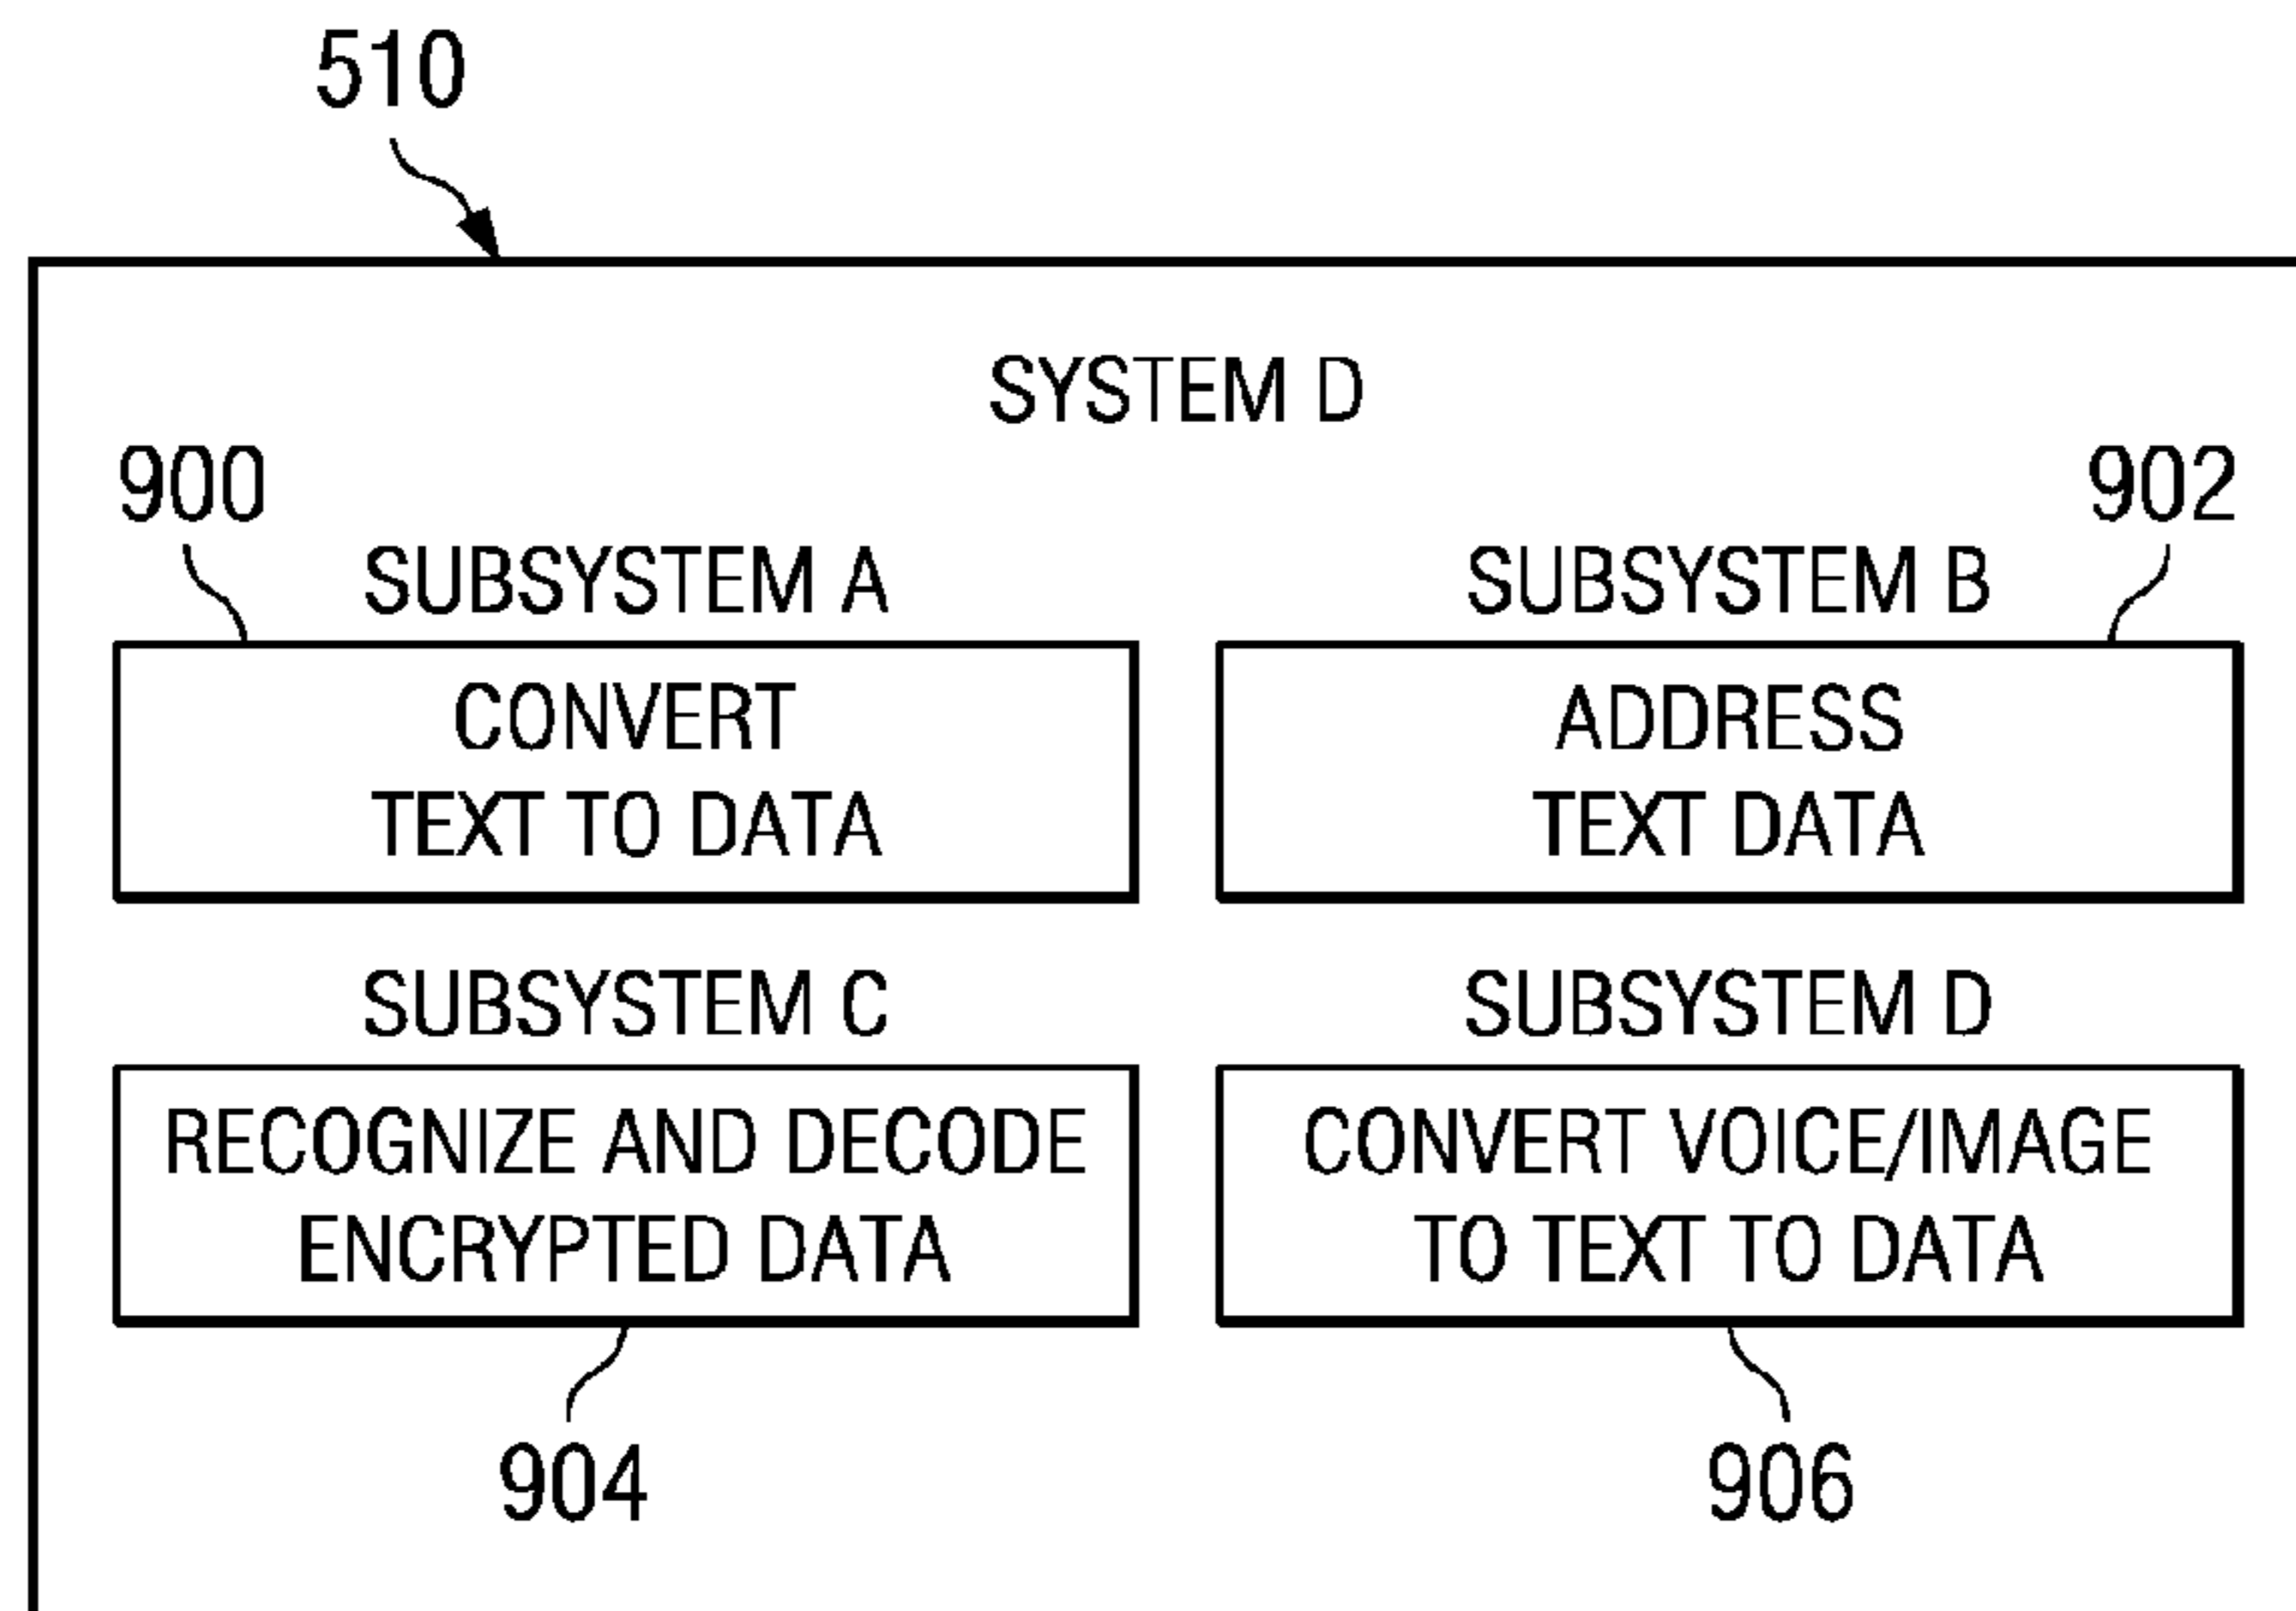 510
SYSTEM D
900
902
SUBSYSTEM A
SUBSYSTEM B
CONVERT
TEXT TO DATA
ADDRESS
TEXT DATA
SUBSYSTEM C
SUBSYSTEM D
RECOGNIZE AND DECODE
ENCRYPTED DATA
CONVERT VOICE/IMAGE
TO TEXT TO DATA
904
906